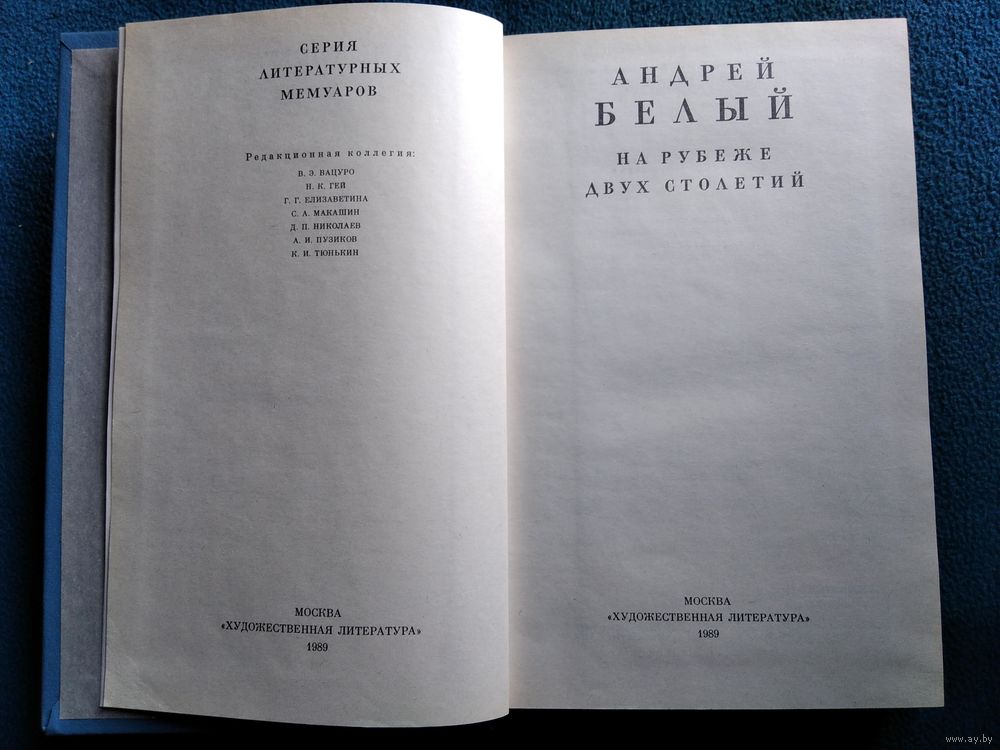 СЕРИЯ
ЛИТЕРАТУРНЫХ
МЕМУАРОВ
Редакционная коллегия:
В. Э. ВАЦУРО
Н. К. ГЕЙ
Г. Г. ЕЛИЗАВЕТИНА
С. А. МАКАШИН
Д. П. НИКОЛАЕВ
А. И. ПУЗИКОВ
К. И. ТЮНЬКИН
МОСКВА
«ХУДОЖЕСТВЕННАЯ ЛИТЕРАТУРА»
1989
АНДРЕЙ
БЕЛЫЙ
НА РУБЕЖЕ
ДВУХ СТОЛЕТИЙ
МОСКВА
«ХУДОЖЕСТВЕННАЯ ЛИТЕРАТУРА»
1989
www.ay.by